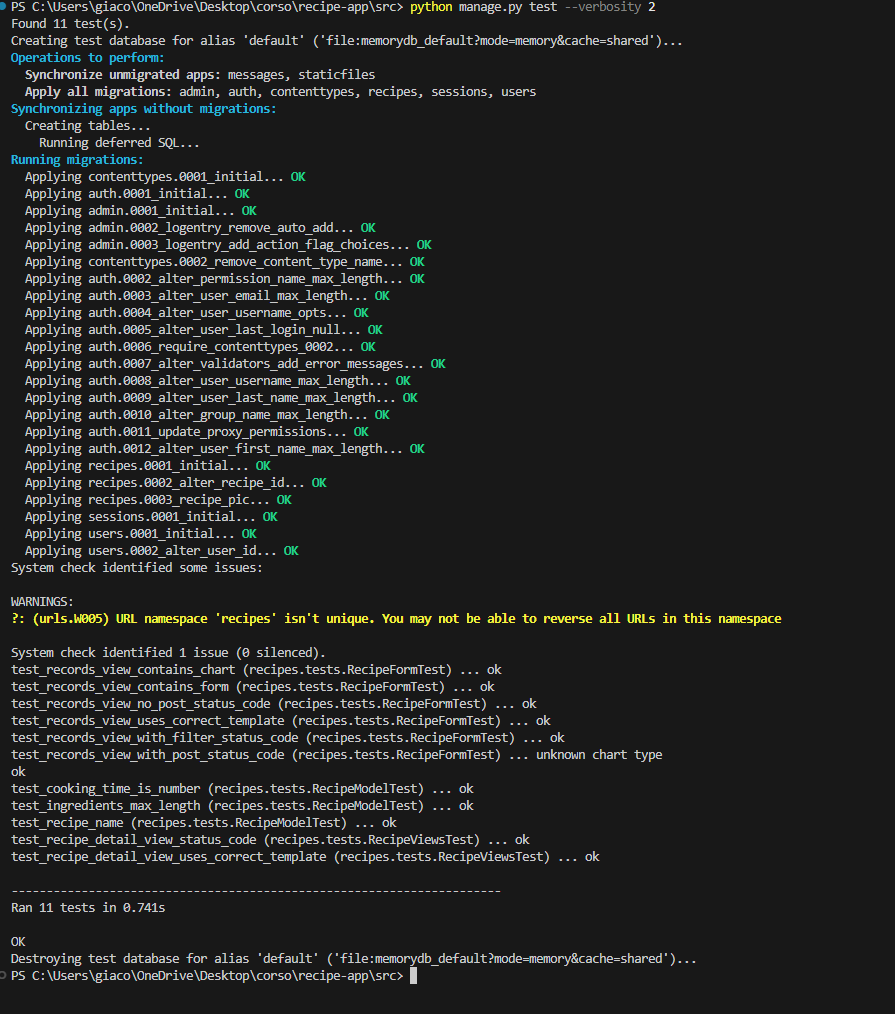 PS C:\Users\giaco\OneDrive\Desktop\corso\recipe-app\src> python manage.py test --verbosity 2
Found 11 test(s).
Creating test database for alias 'default' ('file:memorydb_default?mode=memory&cache=shared')...
Operations to perform:
  Synchronize unmigrated apps: messages, staticfiles
  Apply all migrations: admin, auth, contenttypes, recipes, sessions, users
Synchronizing apps without migrations:
  Creating tables...
    Running deferred SQL...
Running migrations:
  Applying contenttypes.0001_initial... OK
  Applying auth.0001_initial... OK
  Applying admin.0001_initial... OK
  Applying admin.0002_logentry_remove_auto_add... OK
  Applying admin.0003_logentry_add_action_flag_choices... OK
  Applying contenttypes.0002_remove_content_type_name... OK
  Applying auth.0002_alter_permission_name_max_length... OK
  Applying auth.0003_alter_user_email_max_length... OK
  Applying auth.0004_alter_user_username_opts... OK
  Applying auth.0005_alter_user_last_login_null... OK
  Applying auth.0006_require_contenttypes_0002... OK
  Applying auth.0007_alter_validators_add_error_messages... OK
  Applying auth.0008_alter_user_username_max_length... OK
  Applying auth.0009_alter_user_last_name_max_length... OK
  Applying auth.0010_alter_group_name_max_length... OK
  Applying auth.0011_update_proxy_permissions... OK
  Applying auth.0012_alter_user_first_name_max_length... OK
  Applying recipes.0001_initial... OK
  Applying recipes.0002_alter_recipe_id... OK
  Applying recipes.0003_recipe_pic... OK
  Applying sessions.0001_initial... OK
  Applying users.0001_initial... OK
  Applying users.0002_alter_user_id... OK
System check identified some issues:

WARNINGS:
?: (urls.W005) URL namespace 'recipes' isn't unique. You may not be able to reverse all URLs in this namespace

System check identified 1 issue (0 silenced).
test_records_view_contains_chart (recipes.tests.RecipeFormTest) ... ok
test_records_view_contains_form (recipes.tests.RecipeFormTest) ... ok
test_records_view_no_post_status_code (recipes.tests.RecipeFormTest) ... ok
test_records_view_uses_correct_template (recipes.tests.RecipeFormTest) ... ok
test_records_view_with_filter_status_code (recipes.tests.RecipeFormTest) ... ok
test_records_view_with_post_status_code (recipes.tests.RecipeFormTest) ... unknown chart type
ok
test_cooking_time_is_number (recipes.tests.RecipeModelTest) ... ok
test_ingredients_max_length (recipes.tests.RecipeModelTest) ... ok
test_recipe_name (recipes.tests.RecipeModelTest) ... ok
test_recipe_detail_view_status_code (recipes.tests.RecipeViewsTest) ... ok
test_recipe_detail_view_uses_correct_template (recipes.tests.RecipeViewsTest) ... ok

----------------------------------------------------------------------
Ran 11 tests in 0.741s

OK
Destroying test database for alias 'default' ('file:memorydb_default?mode=memory&cache=shared')...
PS C:\Users\giaco\OneDrive\Desktop\corso\recipe-app\src>